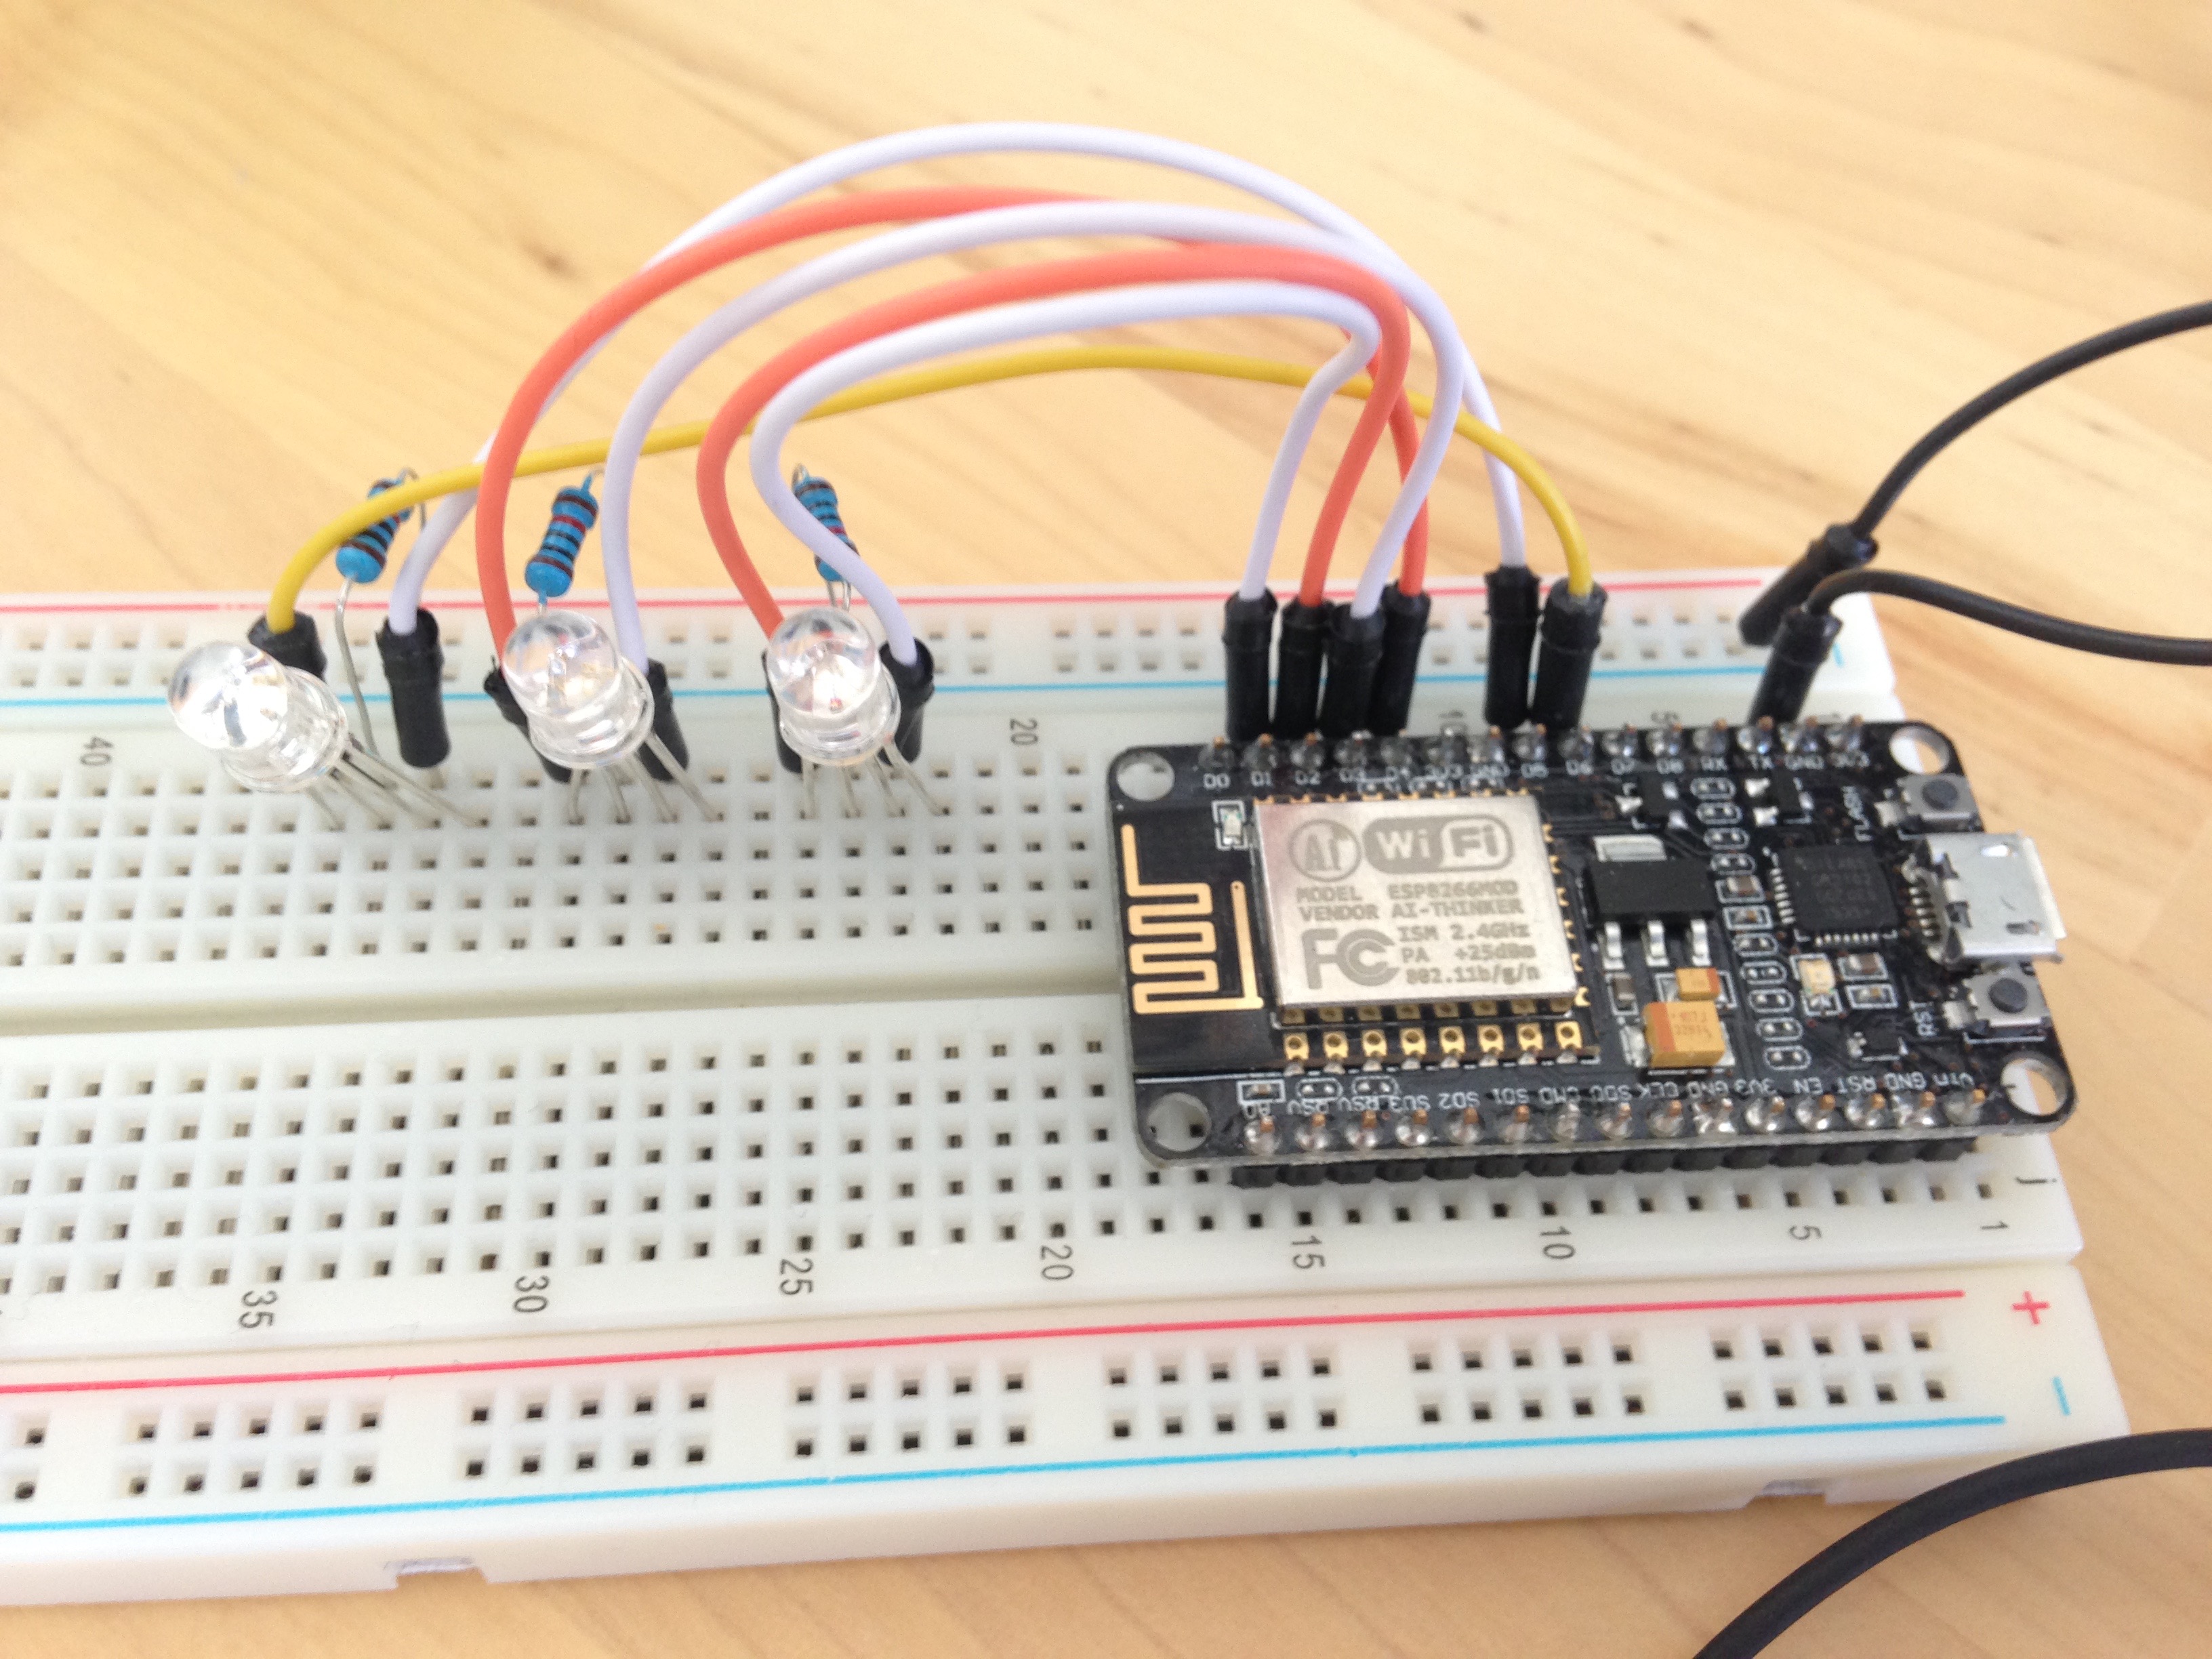 40
20
10
5
D0 D1 D2 D3 D4 3V3 GND D5 D6 D7 D8 RX TX GND 3V3
FLASH
Ai WiFi
MODEL ESP8266MOD
VENDOR AI-THINKER
FC ISM 2.4GHz
PA +25dBm
802.11b/g/n
RST
A0 RSV RSV SD3 SD2 SD1 CMD SD0 CLK GND 3V3 EN RST GND Vin
j
35 30 25 20 15 10 5 1
+
-